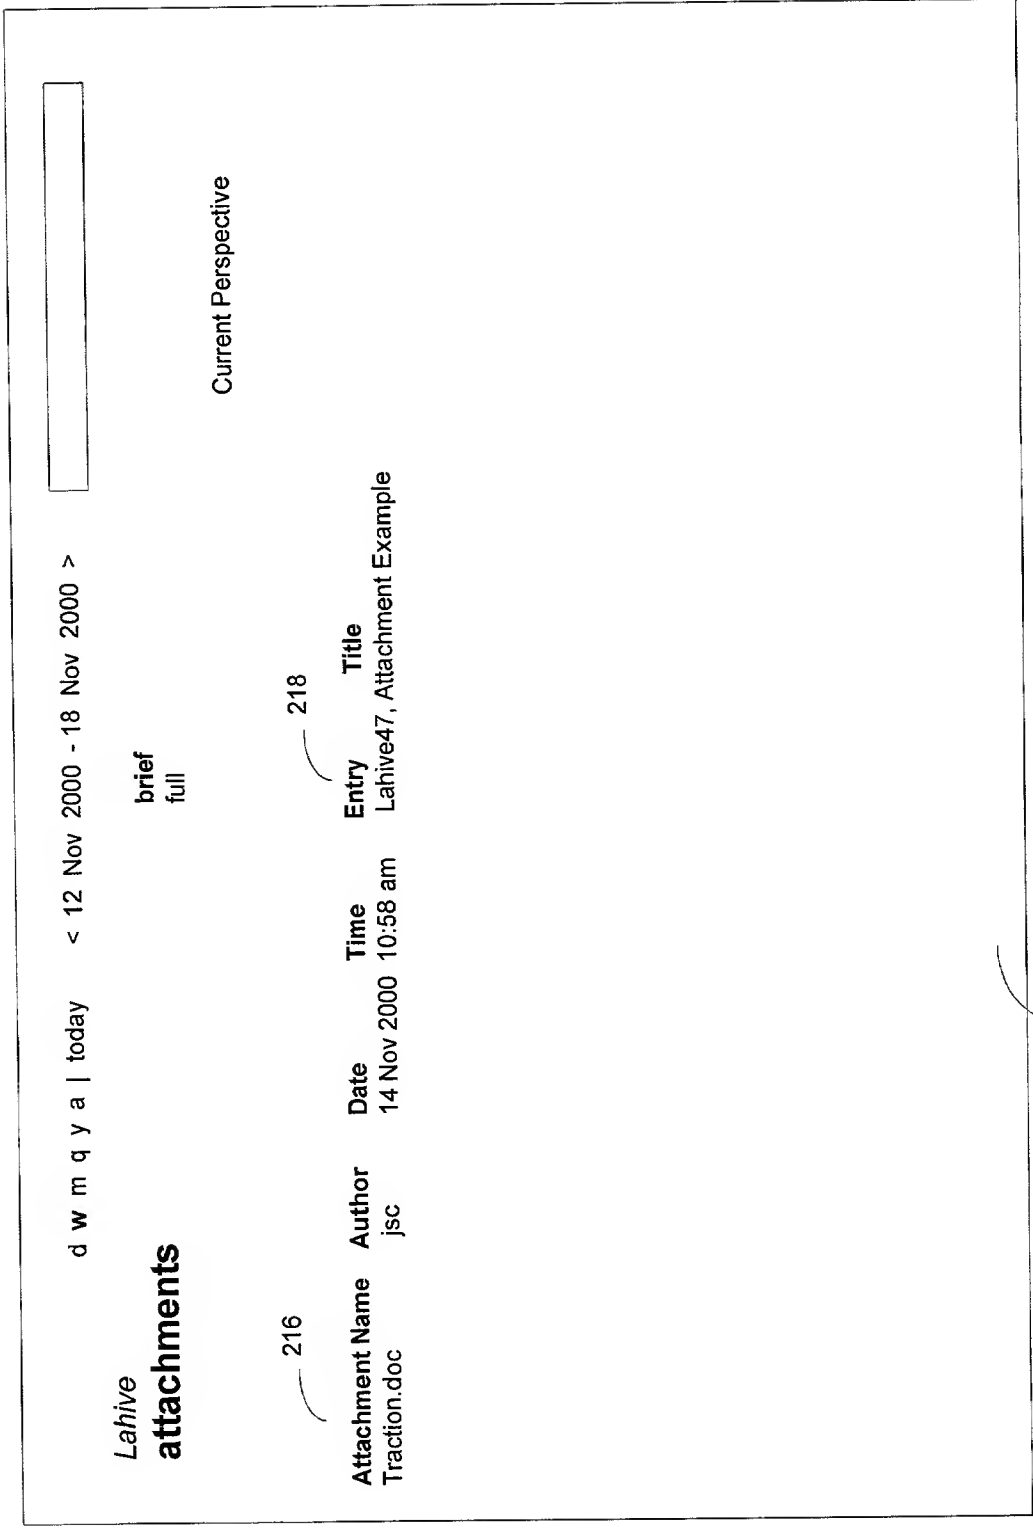 d w m q y a | today < 12 Nov 2000 - 18 Nov 2000 >
Lahive
attachments
brief
full
Current Perspective
216
218
Attachment Name Author Date Time Entry Title
Traction.doc jsc 14 Nov 2000 10:58 am Lahive47, Attachment Example